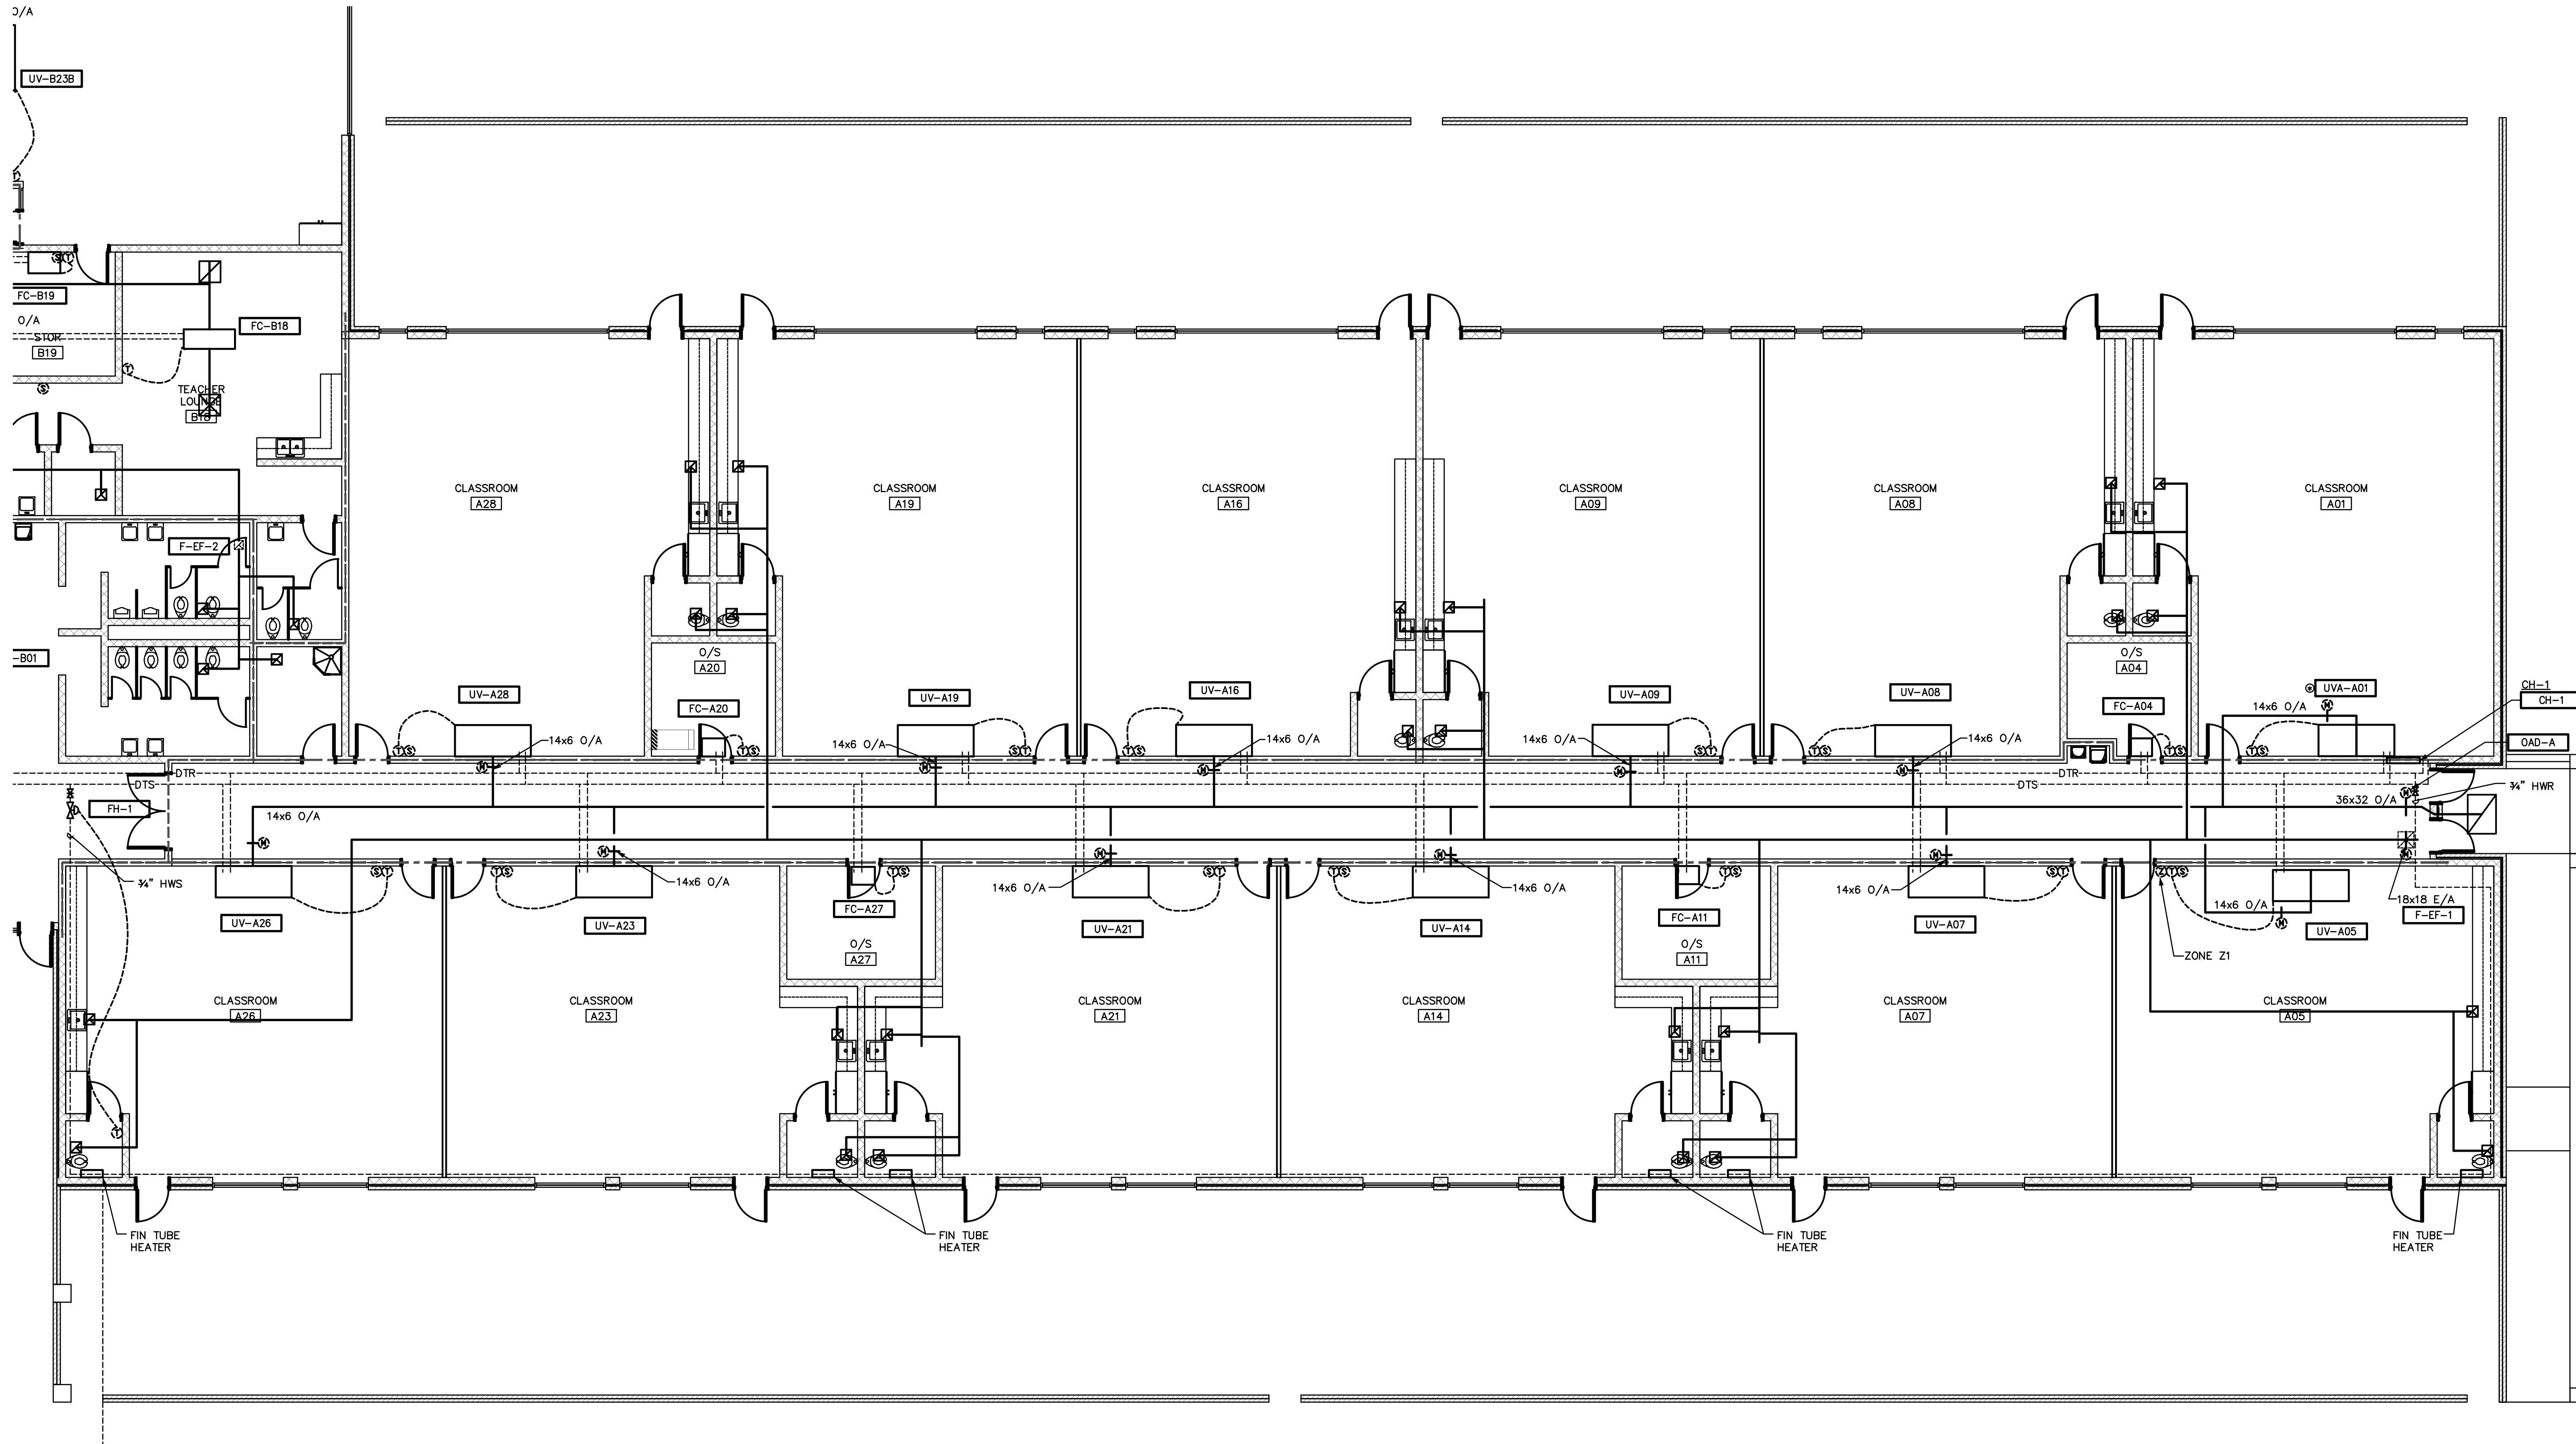 O/A
UV-B23B
FC-B19
O/A
STOR
B19
FC-B18
TEACHER
LOUNGE
B18
F-EF-2
-B01
CLASSROOM
A28
CLASSROOM
A19
CLASSROOM
A16
CLASSROOM
A09
CLASSROOM
A08
CLASSROOM
A01
O/S
A20
O/S
A04
UV-A28
FC-A20
UV-A19
UV-A16
UV-A09
UV-A08
FC-A04
UVA-A01
CH-1
CH-1
OAD-A
14x6 O/A
14x6 O/A
14x6 O/A
14x6 O/A
14x6 O/A
14x6 O/A
DTR
DTS
DTR
DTS
3/4" HWR
36x32 O/A
FH-1
14x6 O/A
3/4" HWS
14x6 O/A
14x6 O/A
14x6 O/A
14x6 O/A
14x6 O/A
18x18 E/A
F-EF-1
UV-A26
UV-A23
FC-A27
UV-A21
UV-A14
FC-A11
UV-A07
UV-A05
O/S
A27
O/S
A11
ZONE Z1
CLASSROOM
A26
CLASSROOM
A23
CLASSROOM
A21
CLASSROOM
A14
CLASSROOM
A07
CLASSROOM
A05
FIN TUBE
HEATER
FIN TUBE
HEATER
FIN TUBE
HEATER
FIN TUBE
HEATER